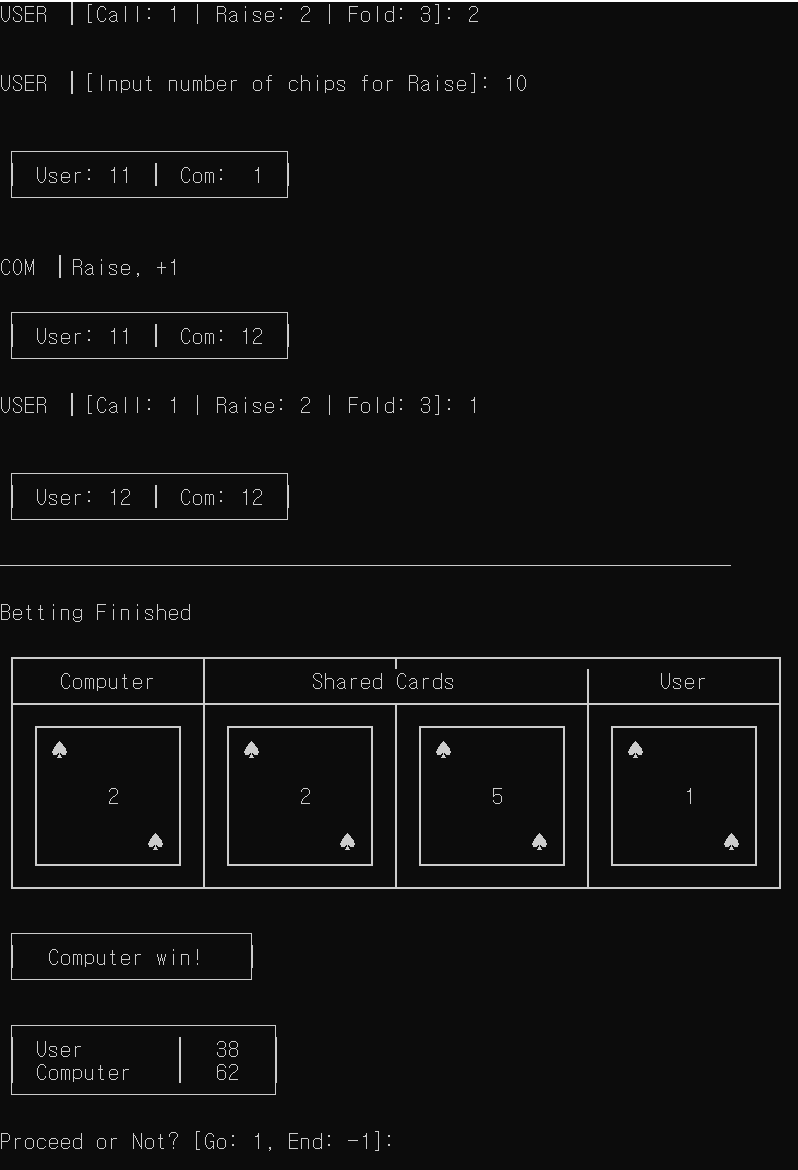 USER | [Call: 1 | Raise: 2 | Fold: 3]: 2
USER | [Input number of chips for Raise]: 10
User: 11 | Com: 1
COM | Raise, +1
User: 11 | Com: 12
USER | [Call: 1 | Raise: 2 | Fold: 3]: 1
User: 12 | Com: 12
Betting Finished
Computer Shared Cards User
♠ ♠ ♠ ♠
2 2 5 1
♠ ♠ ♠ ♠
Computer win!
User | 38
Computer | 62
Proceed or Not? [Go: 1, End: -1]: